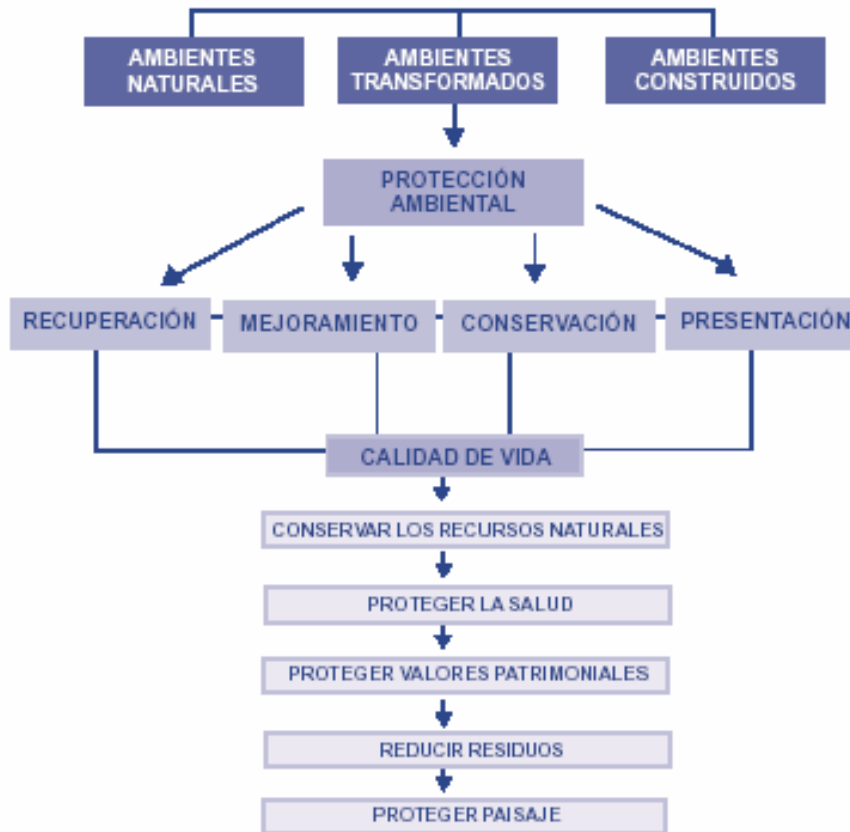 AMBIENTES
NATURALES
AMBIENTES
TRANSFORMADOS
AMBIENTES
CONSTRUIDOS
PROTECCIÓN
AMBIENTAL
RECUPERACIÓN
MEJORAMIENTO
CONSERVACIÓN
PRESENTACIÓN
CALIDAD DE VIDA
CONSERVAR LOS RECURSOS NATURALES
PROTEGER LA SALUD
PROTEGER VALORES PATRIMONIALES
REDUCIR RESIDUOS
PROTEGER PAISAJE